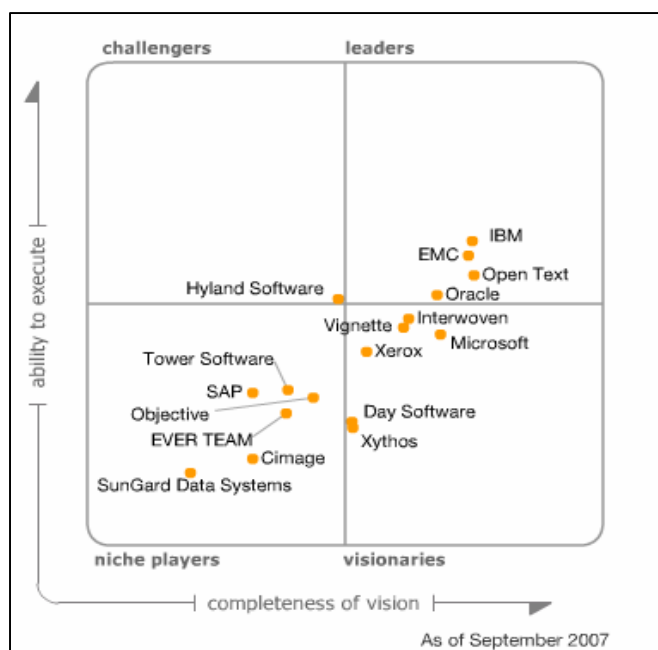 challengers
leaders
ability to execute
IBM
EMC
Open Text
Hyland Software
Oracle
Interwoven
Vignette
Microsoft
Xerox
Tower Software
SAP
Objective
Day Software
EVER TEAM
Xythos
Cimage
SunGard Data Systems
niche players
visionaries
completeness of vision
As of September 2007